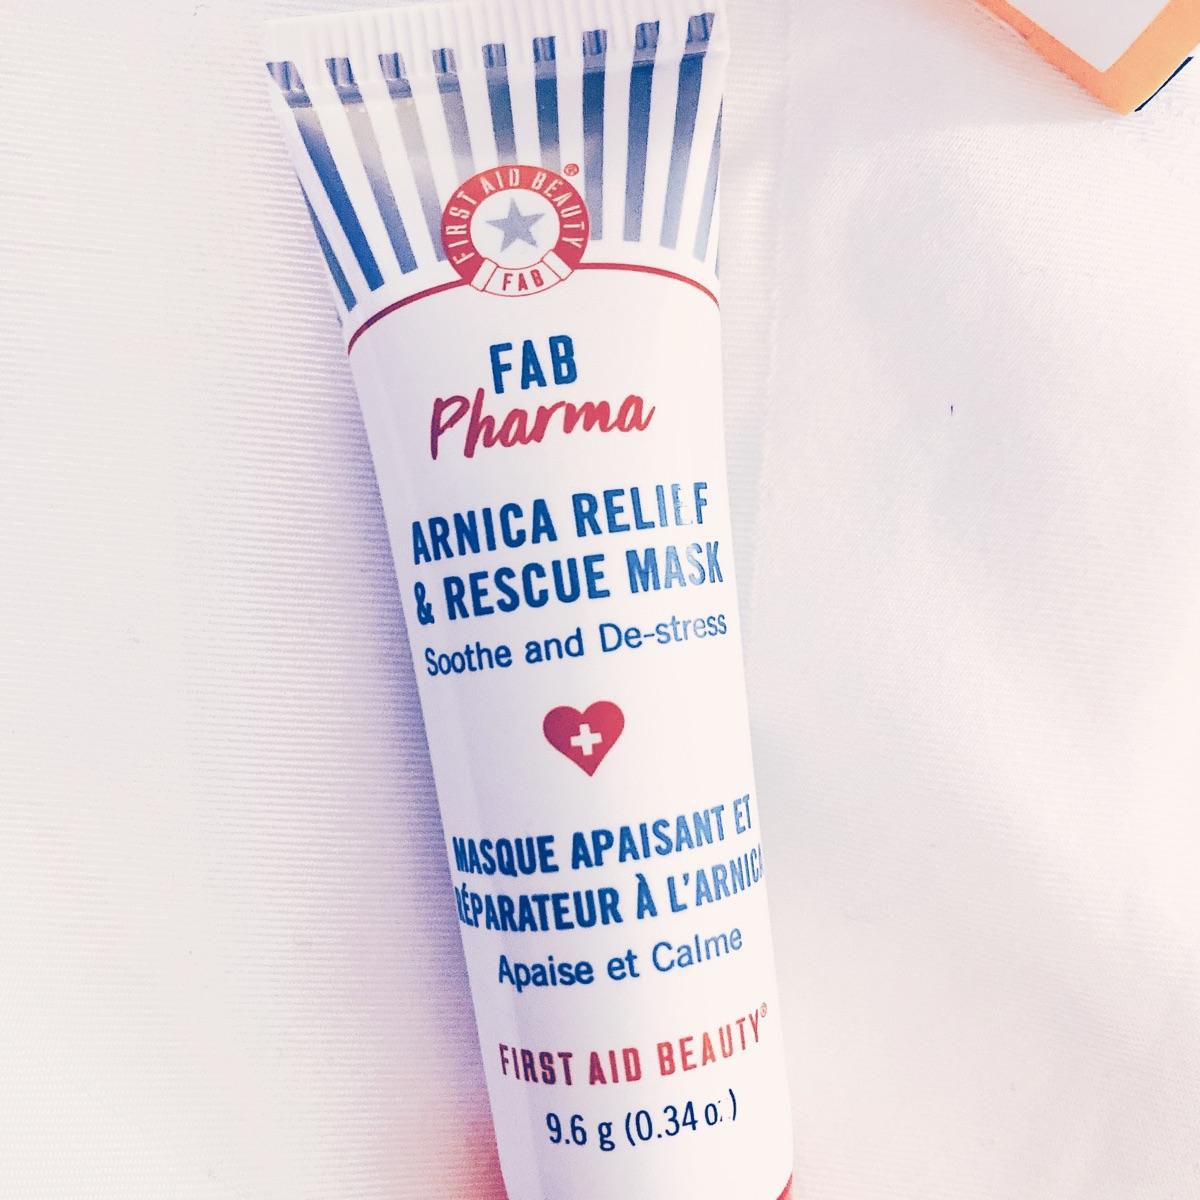 FIRST AID BEAUTY®
FAB
FAB
Pharma
ARNICA RELIEF
& RESCUE MASK
Soothe and De-stress
MASQUE APAISANT ET
RÉPARATEUR À L'ARNICA
Apaise et Calme
FIRST AID BEAUTY®
9.6 g (0.34 oz)